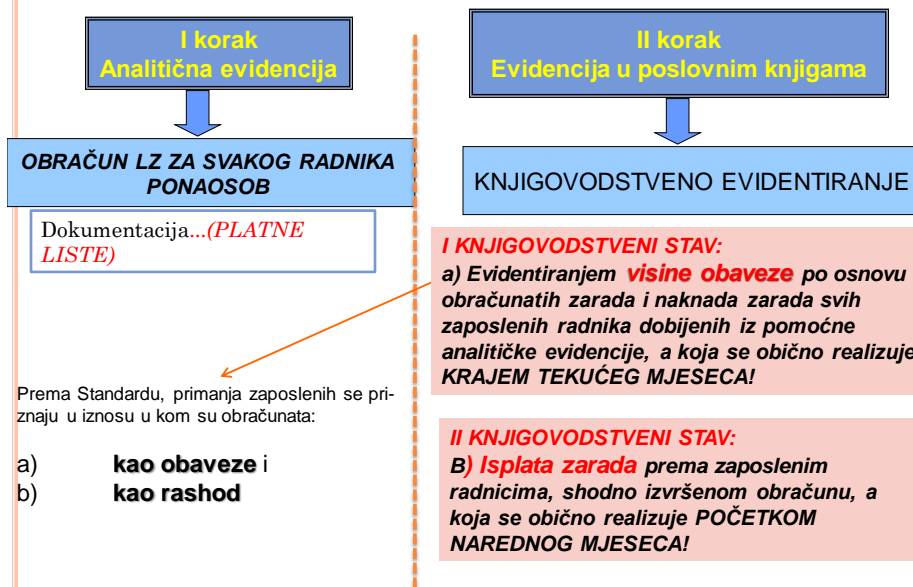 I korak
Analitična evidencija
OBRAČUN LZ ZA SVAKOG RADNIKA
PONAOSOB
Dokumentacija...(PLATNE
LISTE)
Prema Standardu, primanja zaposlenih se pri-
znaju u iznosu u kom su obračunata:
a) kao obaveze i
b) kao rashod
II korak
Evidencija u poslovnim knjigama
KNJIGOVODSTVENO EVIDENTIRANJE
I KNJIGOVODSTVENI STAV:
a) Evidentiranjem visine obaveze po osnovu
obračunatih zarada i naknada zarada svih
zaposlenih radnika dobijenih iz pomoćne
analitičke evidencije, a koja se obično realizuje
KRAJEM TEKUĆEG MJESECA!
II KNJIGOVODSTVENI STAV:
B) Isplata zarada prema zaposlenim
radnicima, shodno izvršenom obračunu, a
koja se obično realizuje POČETKOM
NAREDNOG MJESECA!